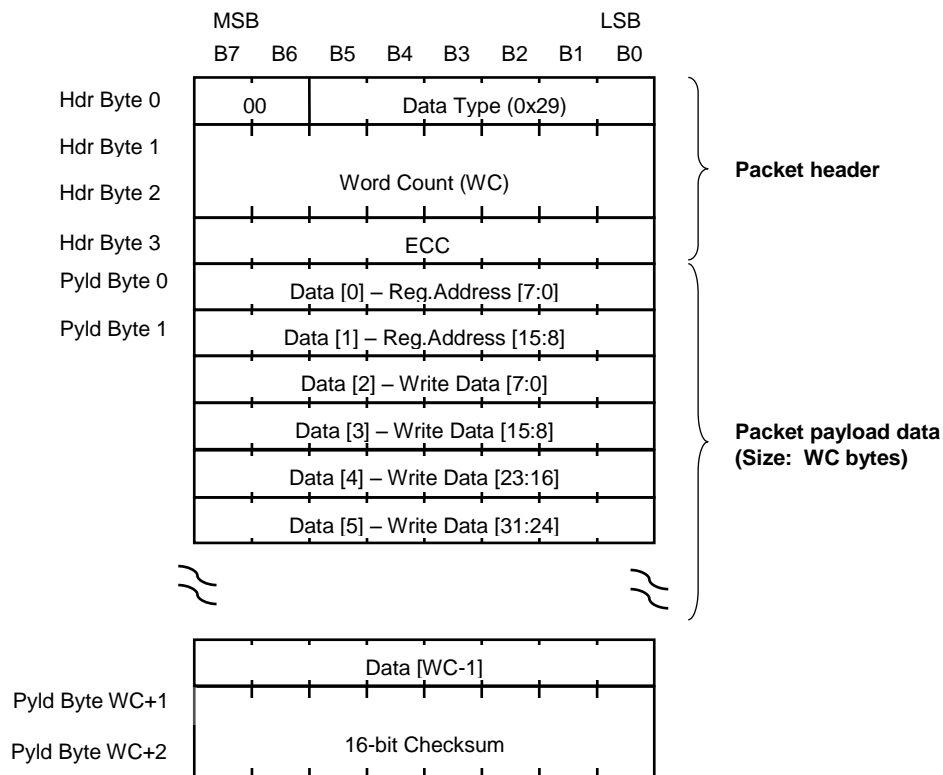 MSB LSB
B7 B6 B5 B4 B3 B2 B1 B0
Hdr Byte 0 00 Data Type (0x29)
Hdr Byte 1
Packet header
Word Count (WC)
Hdr Byte 2
Hdr Byte 3 ECC
Pyld Byte 0 Data [0] – Reg.Address [7:0]
Pyld Byte 1 Data [1] – Reg.Address [15:8]
Data [2] – Write Data [7:0]
Data [3] – Write Data [15:8]
Packet payload data
(Size: WC bytes)
Data [4] – Write Data [23:16]
Data [5] – Write Data [31:24]
Data [WC-1]
Pyld Byte WC+1
16-bit Checksum
Pyld Byte WC+2